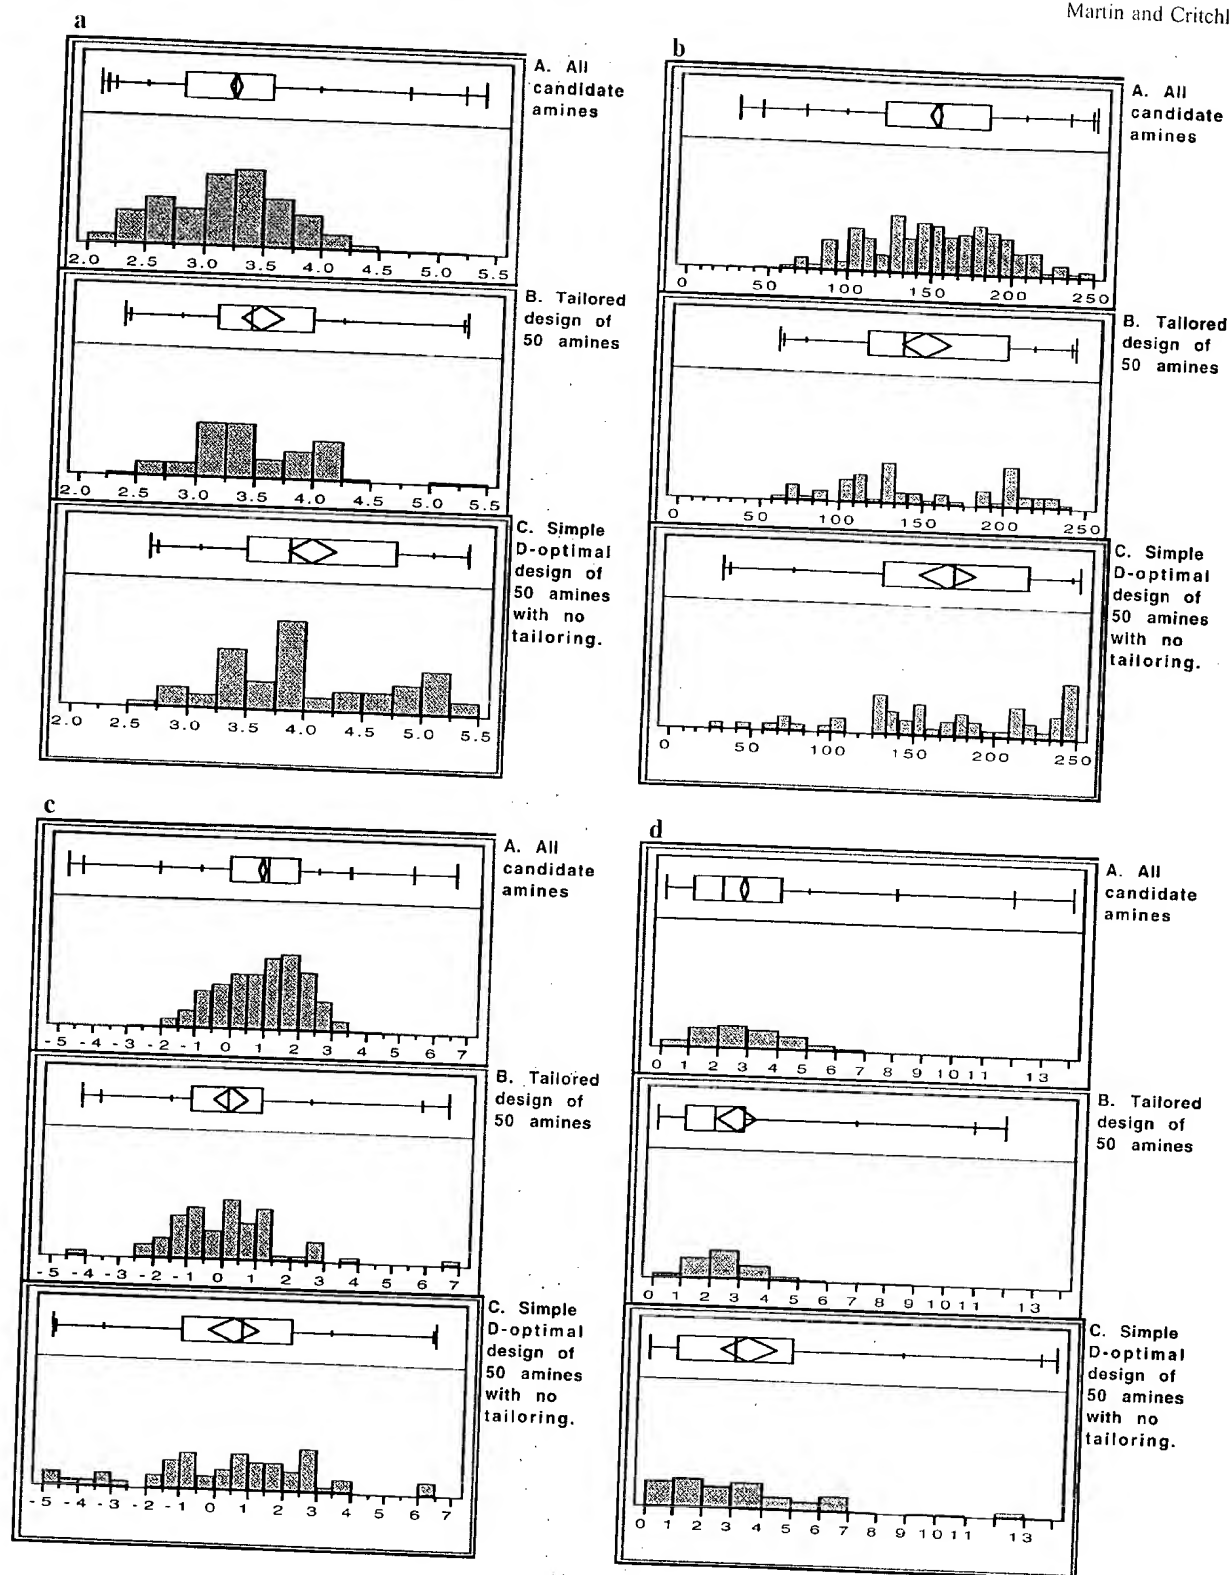 Martin and Critchl
a
A. All
candidate
amines
2.0 2.5 3.0 3.5 4.0 4.5 5.0 5.5
B. Tailored
design of
50 amines
2.0 2.5 3.0 3.5 4.0 4.5 5.0 5.5
C. Simple
D-optimal
design of
50 amines
with no
tailoring.
2.0 2.5 3.0 3.5 4.0 4.5 5.0 5.5
b
A. All
candidate
amines
0 50 100 150 200 250
B. Tailored
design of
50 amines
0 50 100 150 200 250
C. Simple
D-optimal
design of
50 amines
with no
tailoring.
0 50 100 150 200 250
c
A. All
candidate
amines
-5 -4 -3 -2 -1 0 1 2 3 4 5 6 7
B. Tailored
design of
50 amines
-5 -4 -3 -2 -1 0 1 2 3 4 5 6 7
C. Simple
D-optimal
design of
50 amines
with no
tailoring.
-5 -4 -3 -2 -1 0 1 2 3 4 5 6 7
d
A. All
candidate
amines
0 1 2 3 4 5 6 7 8 9 10 11 13
B. Tailored
design of
50 amines
0 1 2 3 4 5 6 7 8 9 10 11 13
C. Simple
D-optimal
design of
50 amines
with no
tailoring.
0 1 2 3 4 5 6 7 8 9 10 11 13